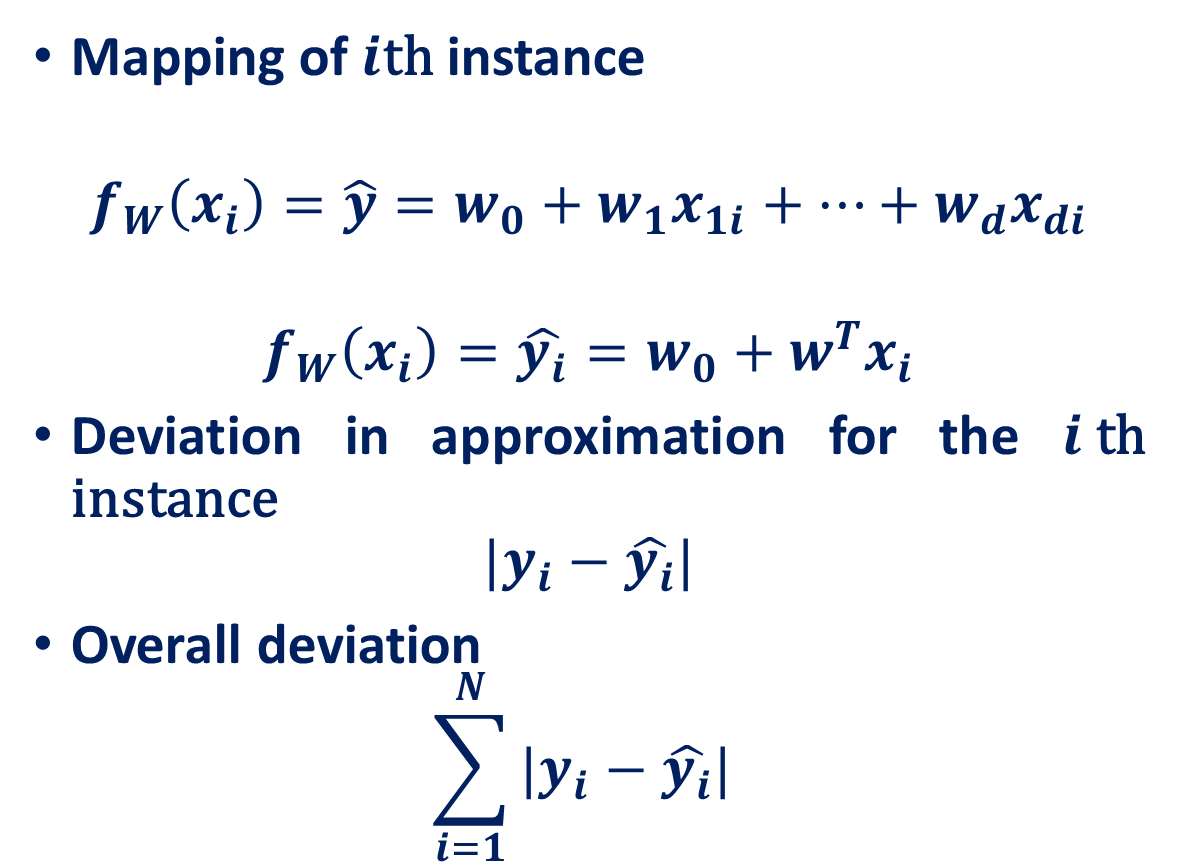 • Mapping of 𝒊th instance
𝒇_𝑾(𝒙_𝒊) = ŷ = 𝒘_𝟎 + 𝒘_𝟏𝒙_𝟏𝒊 + ⋯ + 𝒘_𝒅𝒙_𝒅𝒊
𝒇_𝑾(𝒙_𝒊) = ŷ_𝒊 = 𝒘_𝟎 + 𝒘^𝑻𝒙_𝒊
• Deviation in approximation for the 𝒊 th
instance
|𝒚_𝒊 − ŷ_𝒊|
• Overall deviation
∑_{𝒊=𝟏}^{𝑵} |𝒚_𝒊 − ŷ_𝒊|